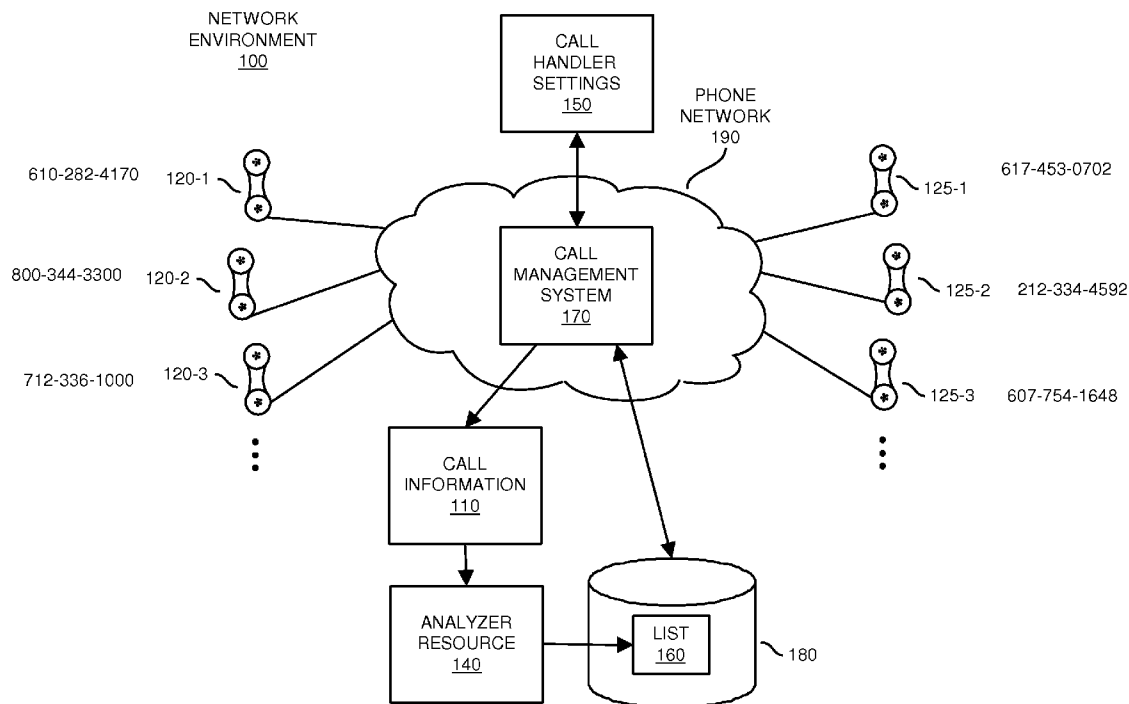 NETWORK
ENVIRONMENT
100
CALL
HANDLER
SETTINGS
150
PHONE
NETWORK
190
610-282-4170
120-1
125-1
617-453-0702
800-344-3300
120-2
CALL
MANAGEMENT
SYSTEM
170
125-2
212-334-4592
712-336-1000
120-3
125-3
607-754-1648
CALL
INFORMATION
110
ANALYZER
RESOURCE
140
LIST
160
180